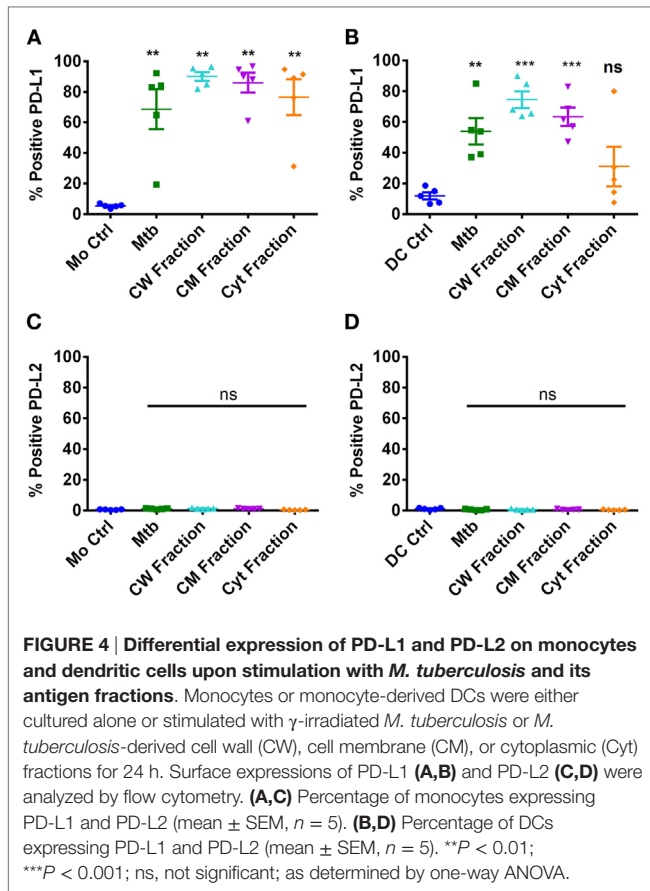 A
B
% Positive PD-L1
100
80
60
40
20
0
**
**
**
**
Mo Ctrl
Mtb
CW Fraction
CM Fraction
Cyt Fraction
% Positive PD-L1
100
80
60
40
20
0
**
***
***
ns
DC Ctrl
Mtb
CW Fraction
CM Fraction
Cyt Fraction
C
D
% Positive PD-L2
100
80
60
40
20
0
ns
Mo Ctrl
Mtb
CW Fraction
CM Fraction
Cyt Fraction
% Positive PD-L2
100
80
60
40
20
0
ns
DC Ctrl
Mtb
CW Fraction
CM Fraction
Cyt Fraction
FIGURE 4 | Differential expression of PD-L1 and PD-L2 on monocytes
and dendritic cells upon stimulation with M. tuberculosis and its
antigen fractions. Monocytes or monocyte-derived DCs were either
cultured alone or stimulated with γ-irradiated M. tuberculosis or M.
tuberculosis-derived cell wall (CW), cell membrane (CM), or cytoplasmic (Cyt)
fractions for 24 h. Surface expressions of PD-L1 (A,B) and PD-L2 (C,D) were
analyzed by flow cytometry. (A,C) Percentage of monocytes expressing
PD-L1 and PD-L2 (mean ± SEM, n = 5). (B,D) Percentage of DCs
expressing PD-L1 and PD-L2 (mean ± SEM, n = 5). **P < 0.01;
***P < 0.001; ns, not significant; as determined by one-way ANOVA.